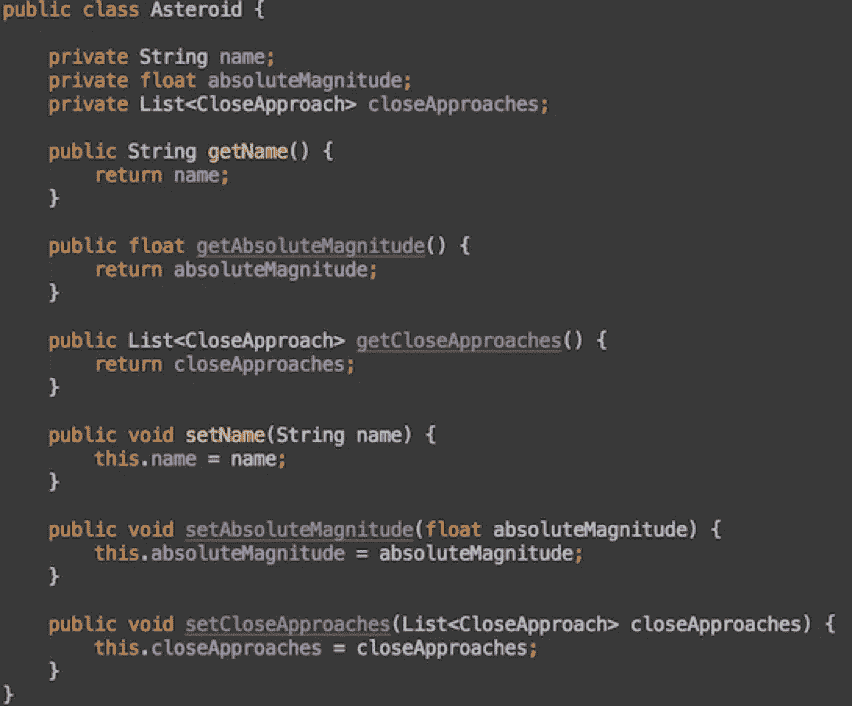 public class Asteroid {
private String name;
private float absoluteMagnitude;
private List<CloseApproach> closeApproaches;
public String getName() {
return name;
}
public float getAbsoluteMagnitude() {
return absoluteMagnitude;
}
public List<CloseApproach> getCloseApproaches() {
return closeApproaches;
}
public void setName(String name) {
this.name = name;
}
public void setAbsoluteMagnitude(float absoluteMagnitude) {
this.absoluteMagnitude = absoluteMagnitude;
}
public void setCloseApproaches(List<CloseApproach> closeApproaches) {
this.closeApproaches = closeApproaches;
}
}